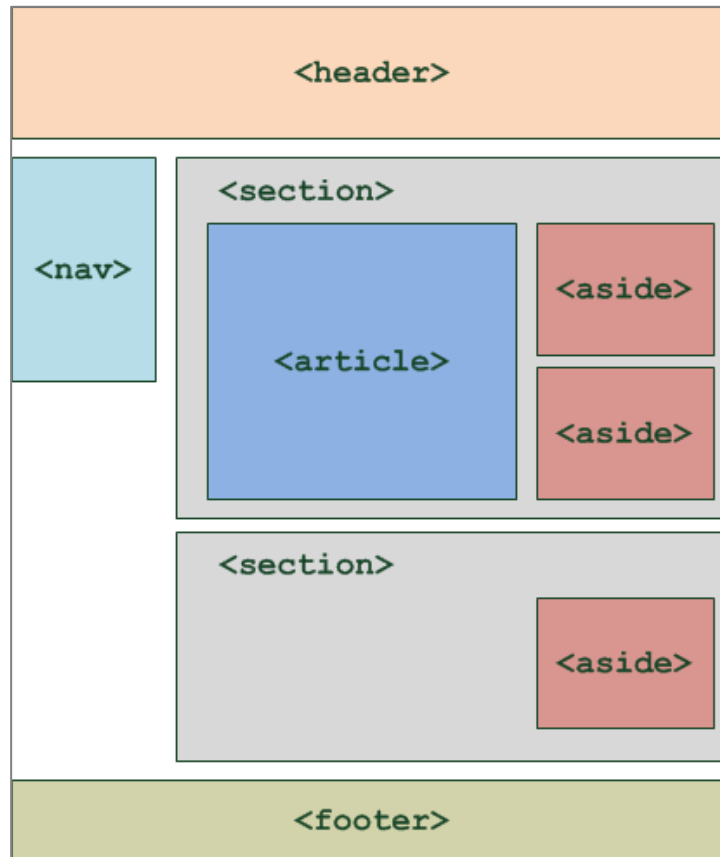 <header>
<nav>
<section>
<article>
<aside>
<aside>
<section>
<aside>
<footer>